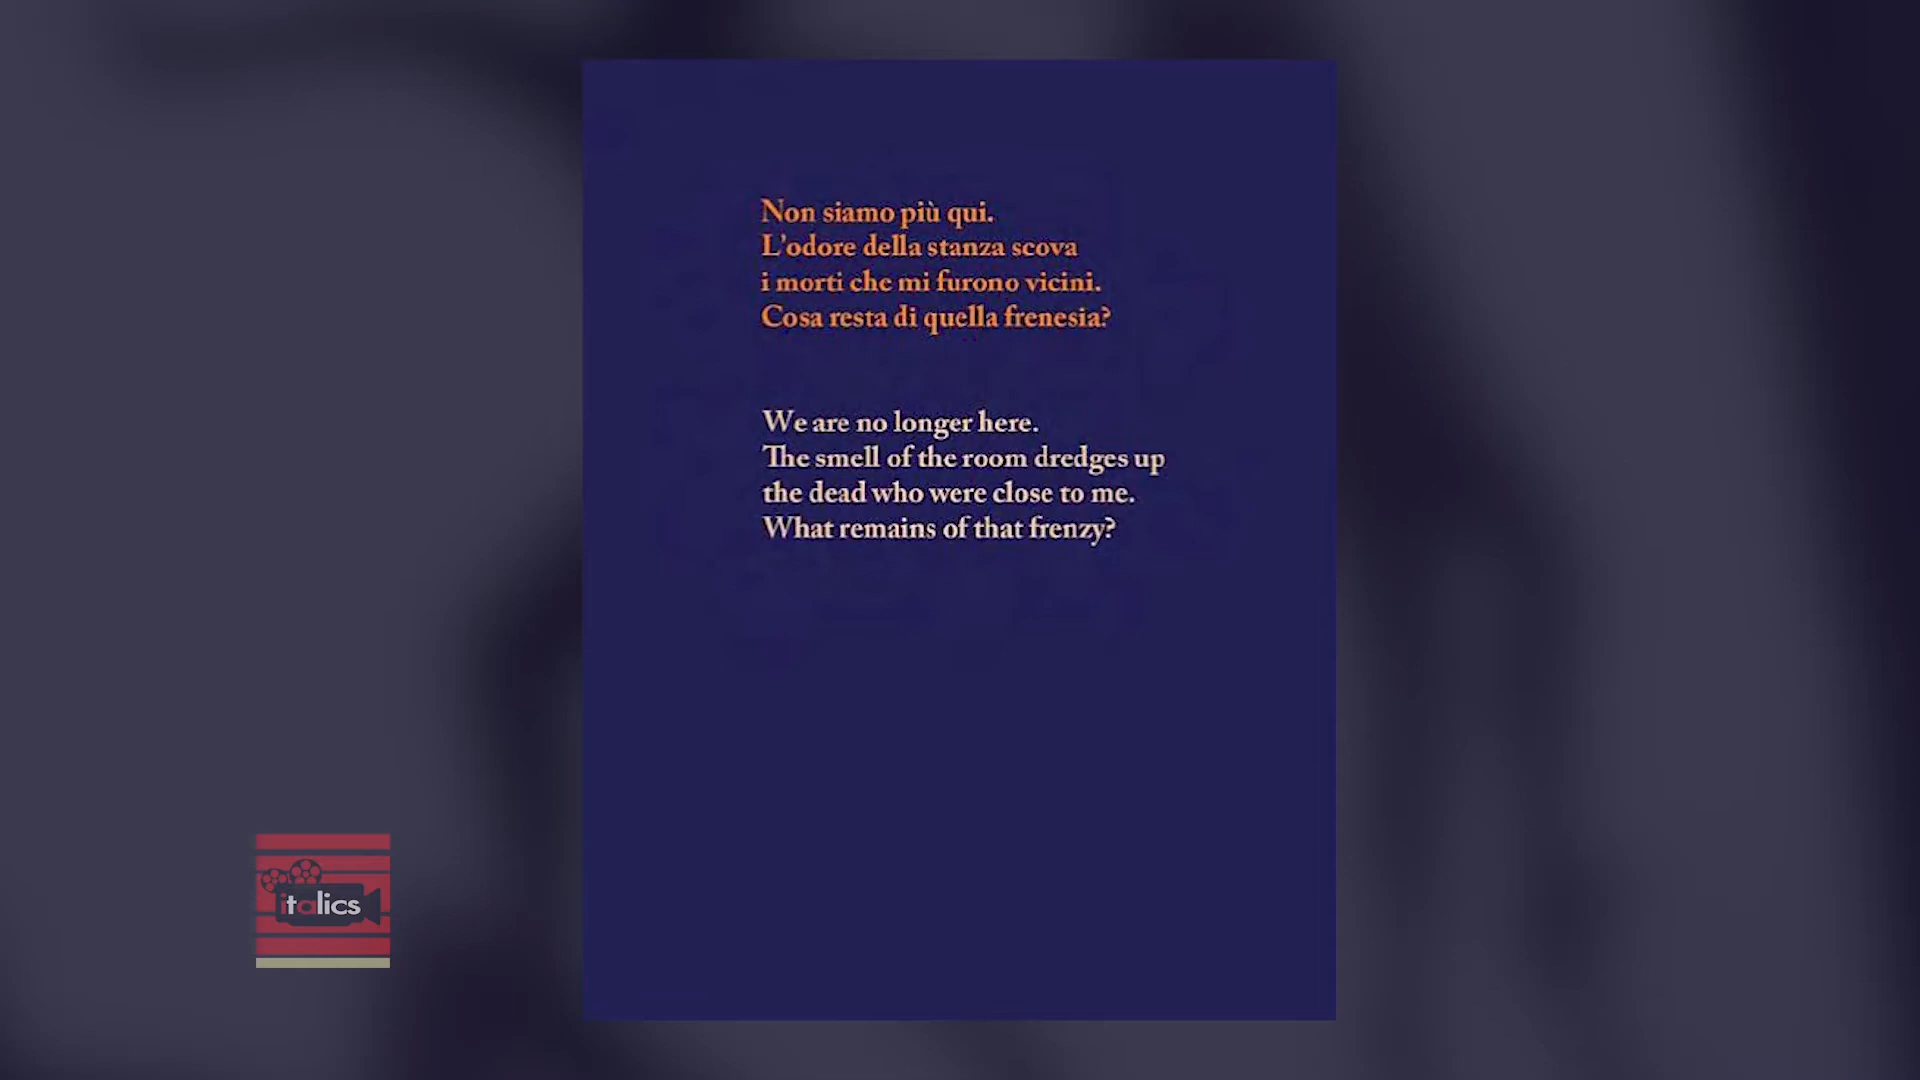 Non siamo più qui.
L'odore della stanza scova
i morti che mi furono vicini.
Cosa resta di quella frenesia?
We are no longer here.
The smell of the room dredges up
the dead who were close to me.
What remains of that frenzy?
italics